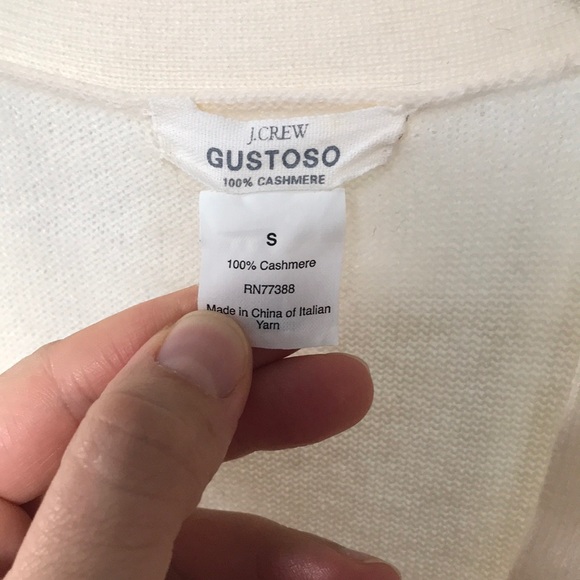 J.CREW
GUSTOSO
100% CASHMERE
S
100% Cashmere
RN77388
Made in China of Italian
Yarn